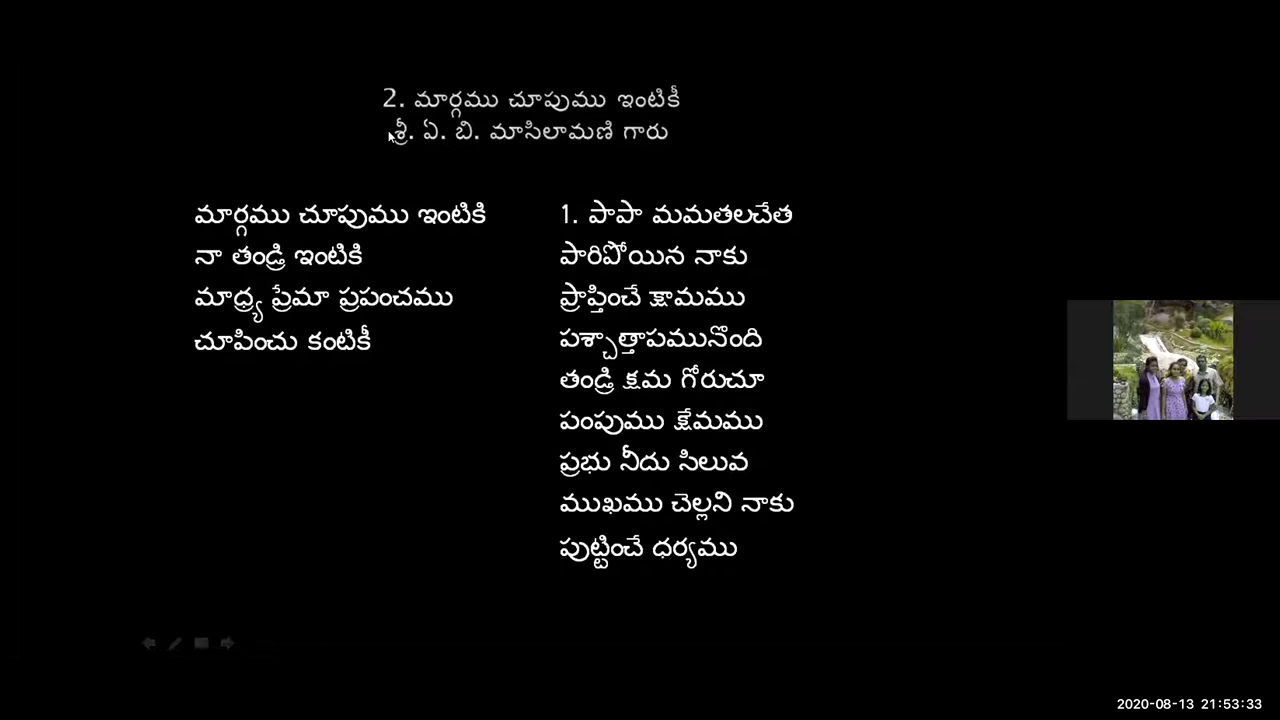 2. మార్గము చూపుము ఇంటికీ
శ్రీ. ఏ. బి. మాసిలామణి గారు
మార్గము చూపుము ఇంటికి
నా తండ్రి ఇంటికి
మాధ్య ప్రేమా ప్రపంచము
చూపించు కంటికీ
1. పాపా మమతలచేత
పారిపోయిన నాకు
ప్రాప్తించే క్షామము
పశ్చాత్తాపమునొంది
తండ్రి క్షమ గోరుచూ
పంపుము క్షేమము
ప్రభు నీదు సిలువ
ముఖము చెల్లని నాకు
పుట్టించే ధర్యము
2020-08-13 21:53:33